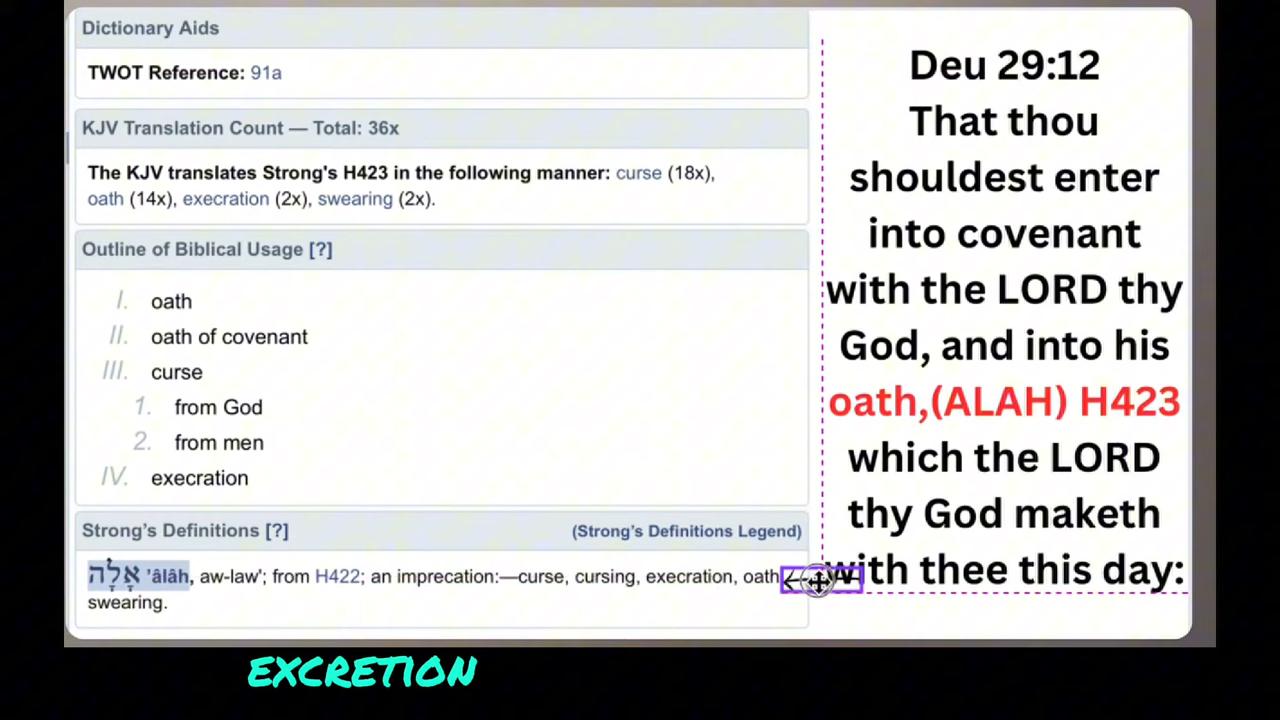 Dictionary Aids
TWOT Reference: 91a
KJV Translation Count — Total: 36x
The KJV translates Strong's H423 in the following manner: curse (18x),
oath (14x), execration (2x), swearing (2x).
Outline of Biblical Usage [?]
I. oath
II. oath of covenant
III. curse
1. from God
2. from men
IV. execration
Strong’s Definitions [?] (Strong’s Definitions Legend)
אָלָה 'âlâh, aw-law'; from H422; an imprecation:—curse, cursing, execration, oath
swearing.
Deu 29:12
That thou
shouldest enter
into covenant
with the LORD thy
God, and into his
oath,(ALAH) H423
which the LORD
thy God maketh
with thee this day:
EXCRETION